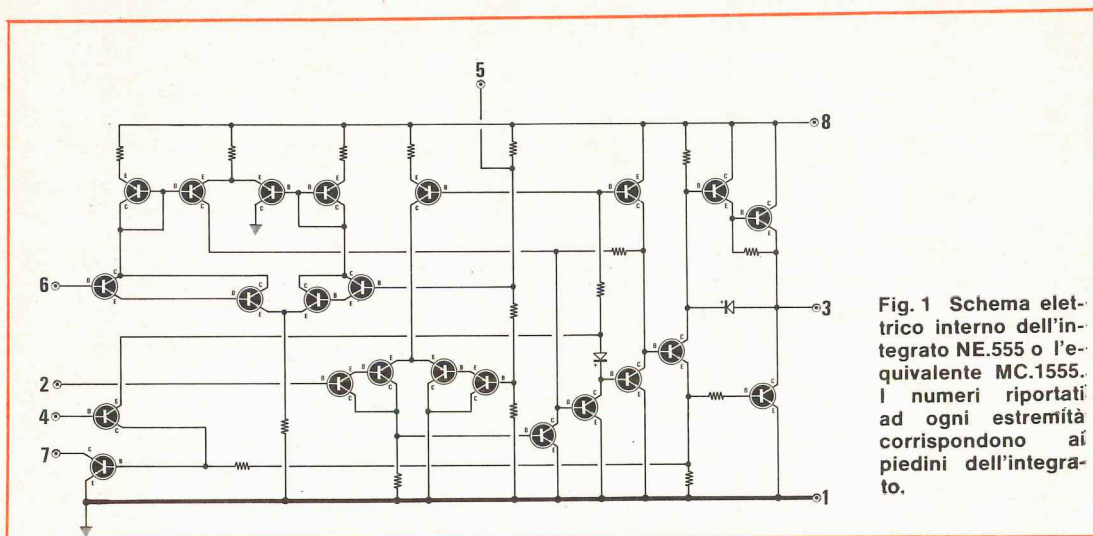 5
8
6
3
2
4
7
1
Fig. 1 Schema elet-
trico interno dell'in-
tegrato NE.555 o l'e-
quivalente MC.1555.
I numeri riportati
ad ogni estremità
corrispondono ai
piedini dell'integra-
to.